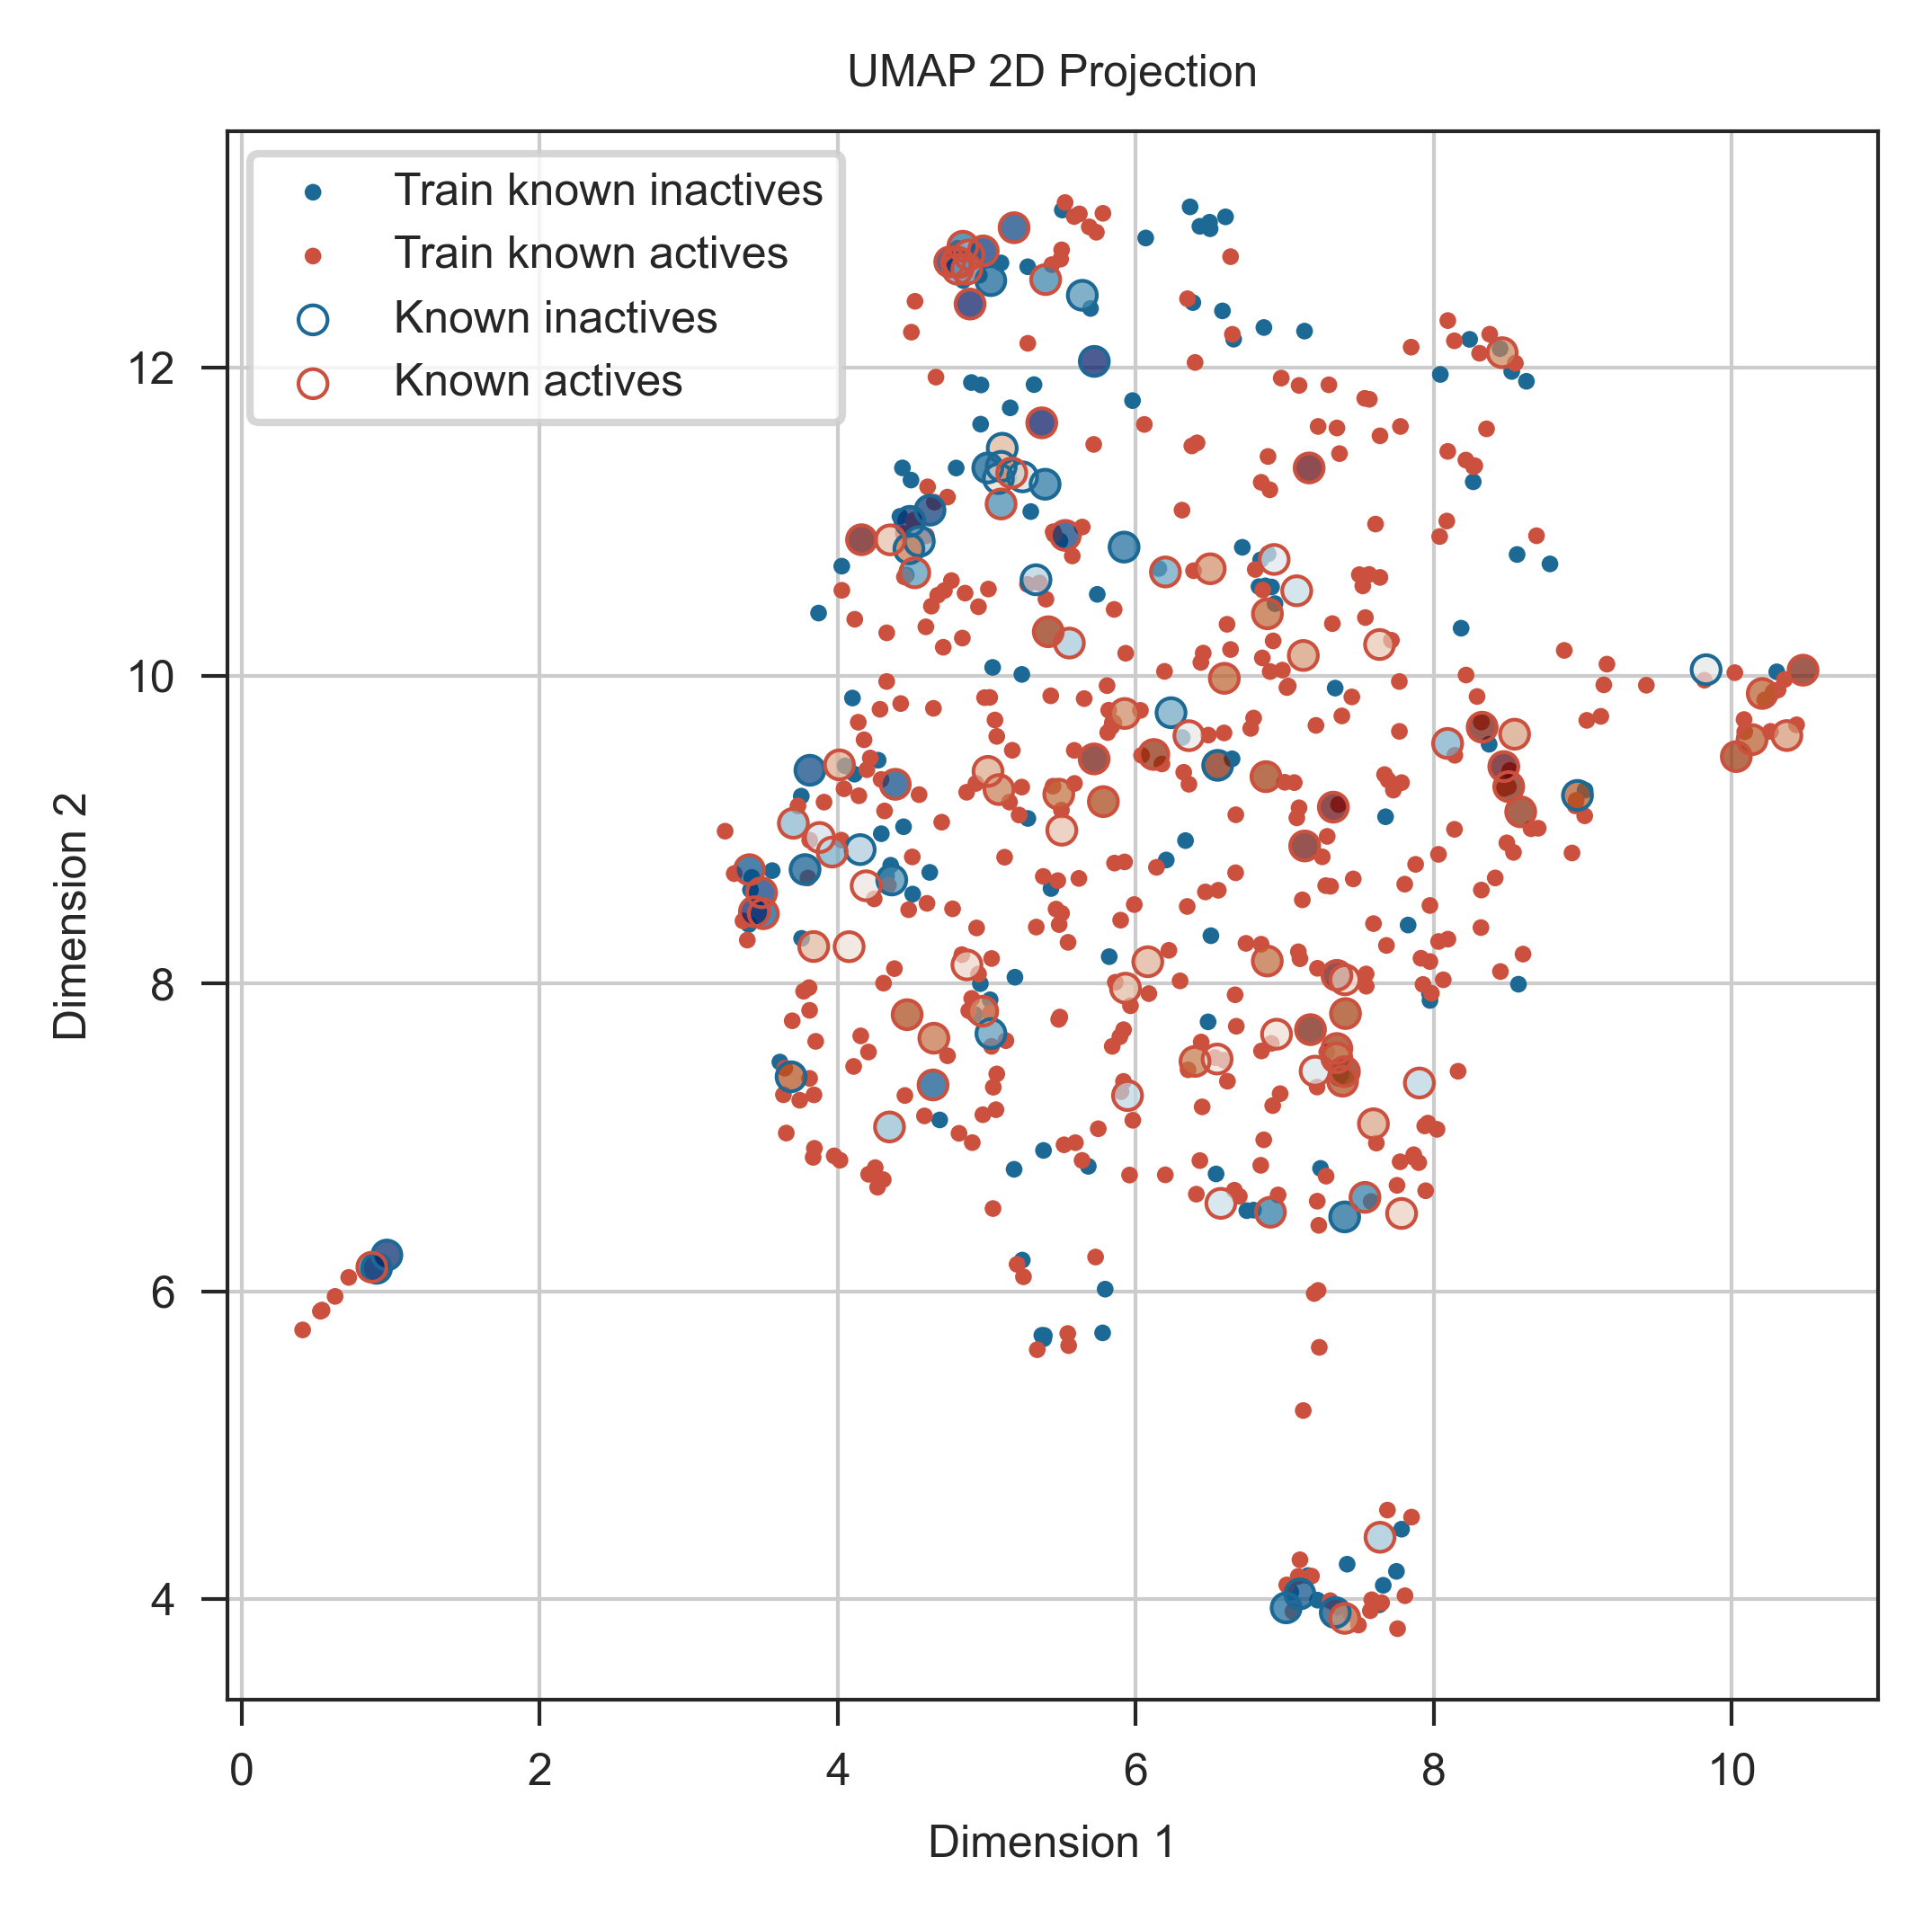 UMAP 2D Projection
Train known inactives
Train known actives
Known inactives
Known actives
12
10
8
6
4
Dimension 2
0 2 4 6 8 10
Dimension 1